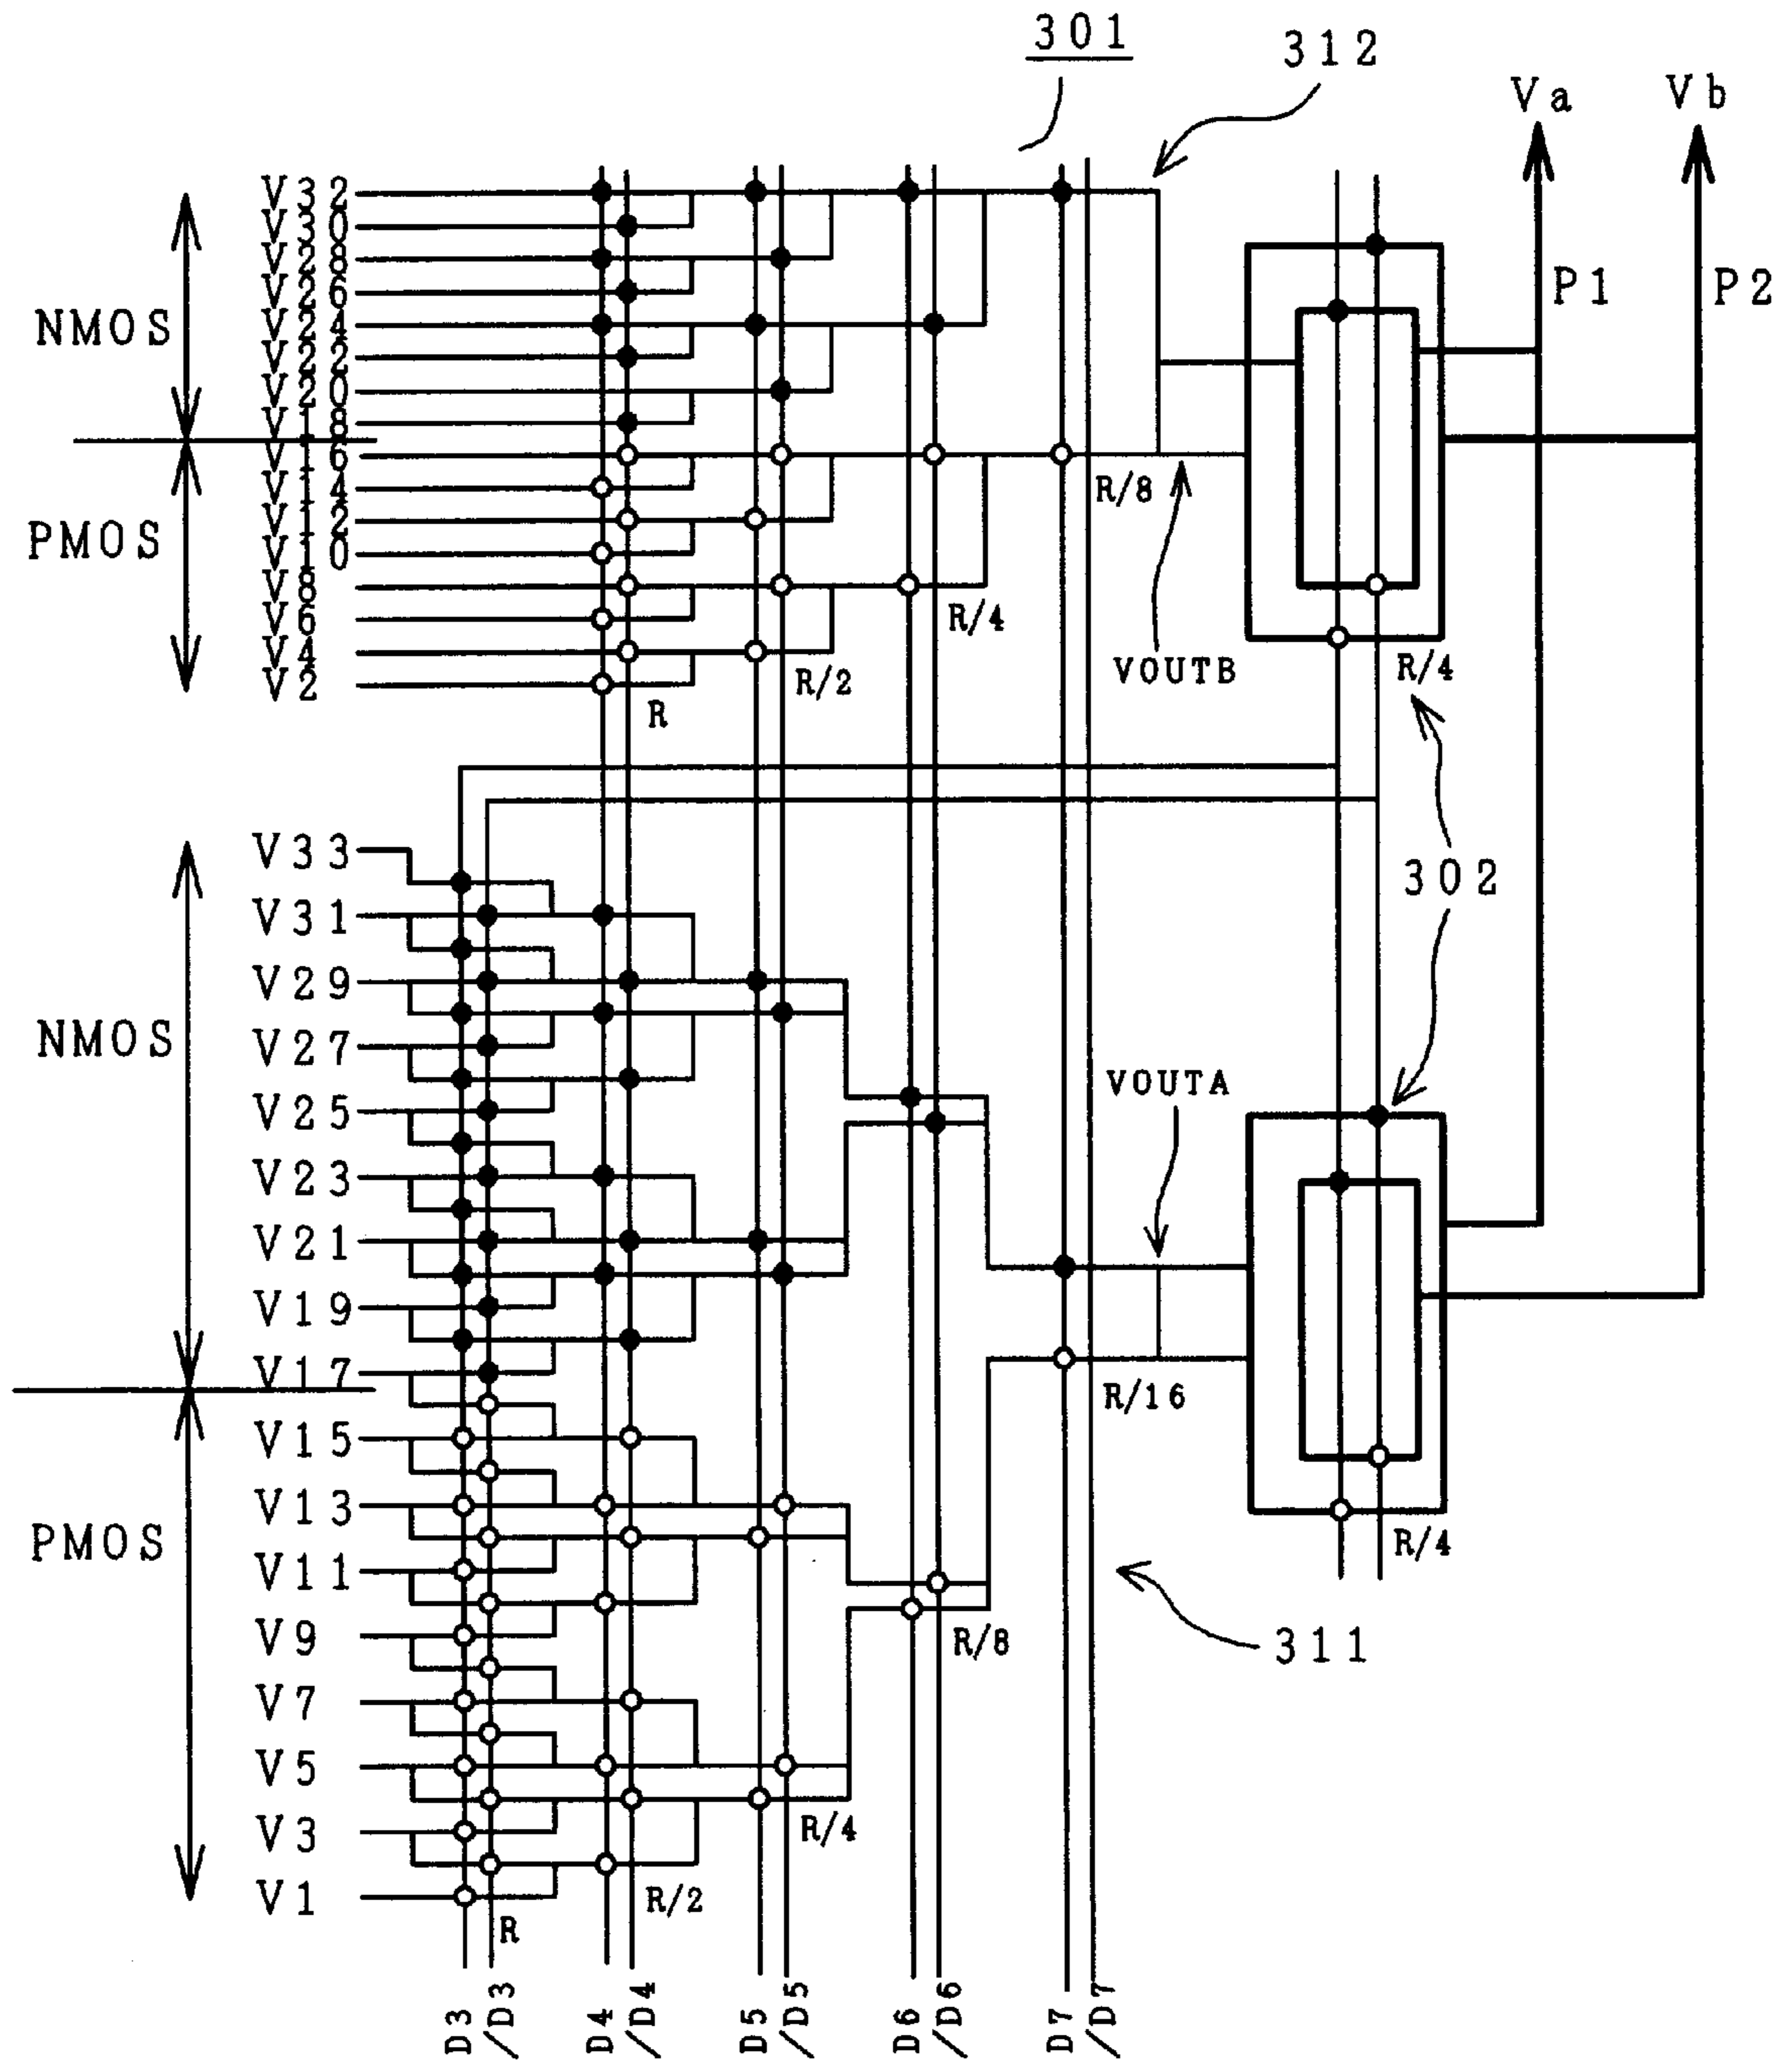 301
312
Va
Vb
P1
P2
NMOS
PMOS
V32
V30
V28
V26
V24
V22
V20
V18
V16
V14
V12
V10
V8
V6
V4
V2
R
R/2
R/4
R/8
VOUTB
R/4
302
NMOS
PMOS
V33
V31
V29
V27
V25
V23
V21
V19
V17
V15
V13
V11
V9
V7
V5
V3
V1
VOUTA
R/16
R/4
311
R/8
R/4
R/2
R
D3
/D3
D4
/D4
D5
/D5
D6
/D6
D7
/D7